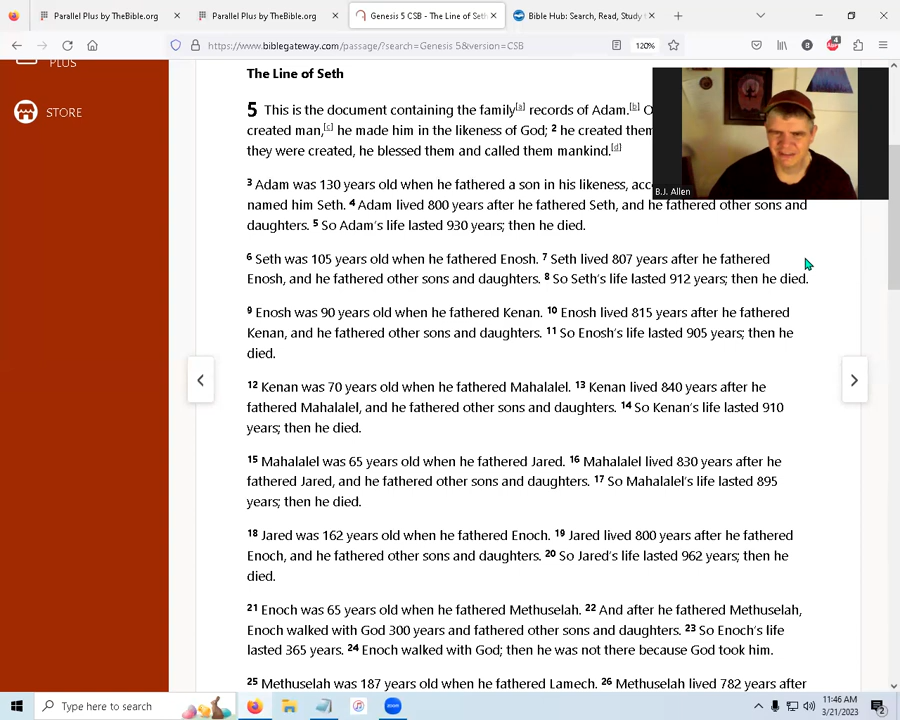 Parallel Plus by TheBible.org
Parallel Plus by TheBible.org
Genesis 5 CSB - The Line of Seth
Bible Hub: Search, Read, Study
https://www.biblegateway.com/passage/?search=Genesis 5&version=CSB
120%
4
PLUS
STORE
The Line of Seth
5 This is the document containing the family[a] records of Adam.[b] O
created man,[c] he made him in the likeness of God; 2 he created them
they were created, he blessed them and called them mankind.[d]
B.J. Allen
3 Adam was 130 years old when he fathered a son in his likeness, acc
named him Seth. 4 Adam lived 800 years after he fathered Seth, and he fathered other sons and
daughters. 5 So Adam's life lasted 930 years; then he died.
6 Seth was 105 years old when he fathered Enosh. 7 Seth lived 807 years after he fathered
Enosh, and he fathered other sons and daughters. 8 So Seth's life lasted 912 years; then he died.
9 Enosh was 90 years old when he fathered Kenan. 10 Enosh lived 815 years after he fathered
Kenan, and he fathered other sons and daughters. 11 So Enosh's life lasted 905 years; then he
died.
12 Kenan was 70 years old when he fathered Mahalalel. 13 Kenan lived 840 years after he
fathered Mahalalel, and he fathered other sons and daughters. 14 So Kenan's life lasted 910
years; then he died.
15 Mahalalel was 65 years old when he fathered Jared. 16 Mahalalel lived 830 years after he
fathered Jared, and he fathered other sons and daughters. 17 So Mahalalel's life lasted 895
years; then he died.
18 Jared was 162 years old when he fathered Enoch. 19 Jared lived 800 years after he fathered
Enoch, and he fathered other sons and daughters. 20 So Jared's life lasted 962 years; then he
died.
21 Enoch was 65 years old when he fathered Methuselah. 22 And after he fathered Methuselah,
Enoch walked with God 300 years and fathered other sons and daughters. 23 So Enoch's life
lasted 365 years. 24 Enoch walked with God; then he was not there because God took him.
25 Methuselah was 187 years old when he fathered Lamech. 26 Methuselah lived 782 years after
Type here to search
zoom
11:46 AM
3/21/2023
2